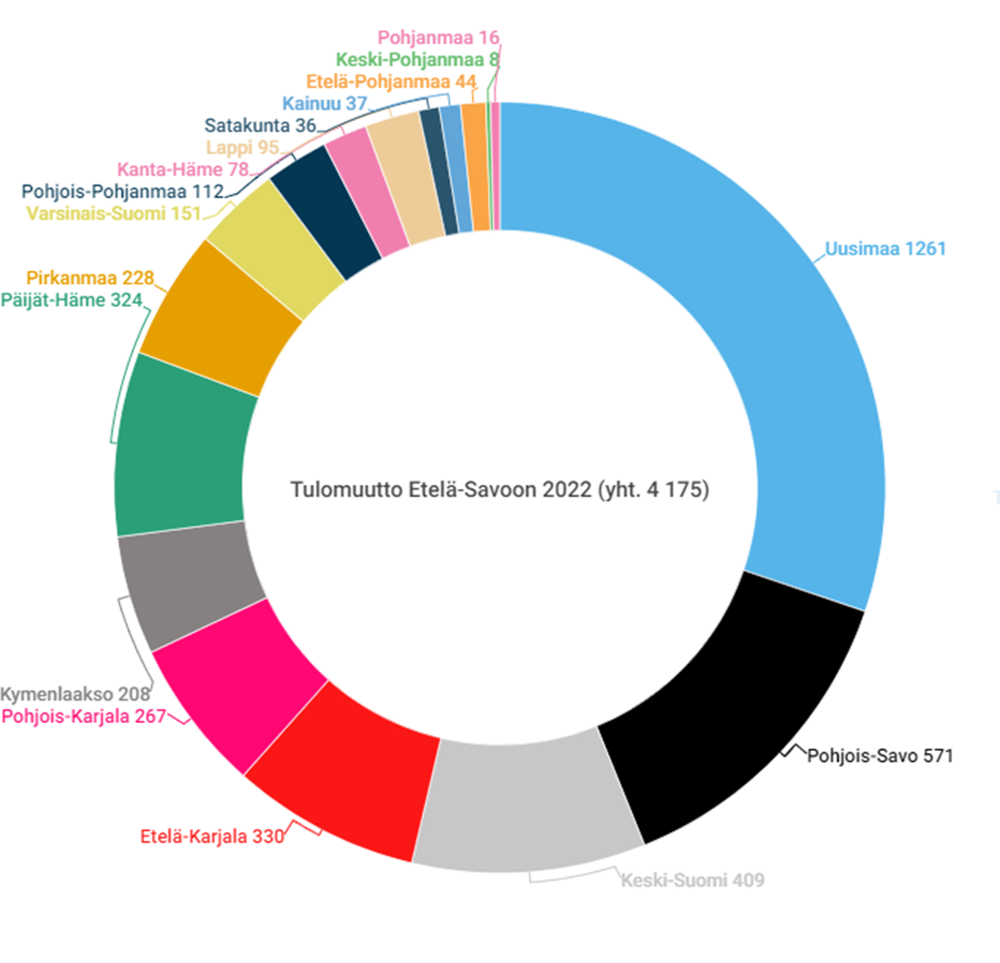 Pohjanmaa 16
Keski-Pohjanmaa 8
Etelä-Pohjanmaa 44
Kainuu 37
Satakunta 36
Lappi 95
Kanta-Häme 78
Pohjois-Pohjanmaa 112
Varsinais-Suomi 151
Uusimaa 1261
Pirkanmaa 228
Päijät-Häme 324
Tulomuutto Etelä-Savoon 2022 (yht. 4 175)
Kymenlaakso 208
Pohjois-Karjala 267
Pohjois-Savo 571
Etelä-Karjala 330
Keski-Suomi 409